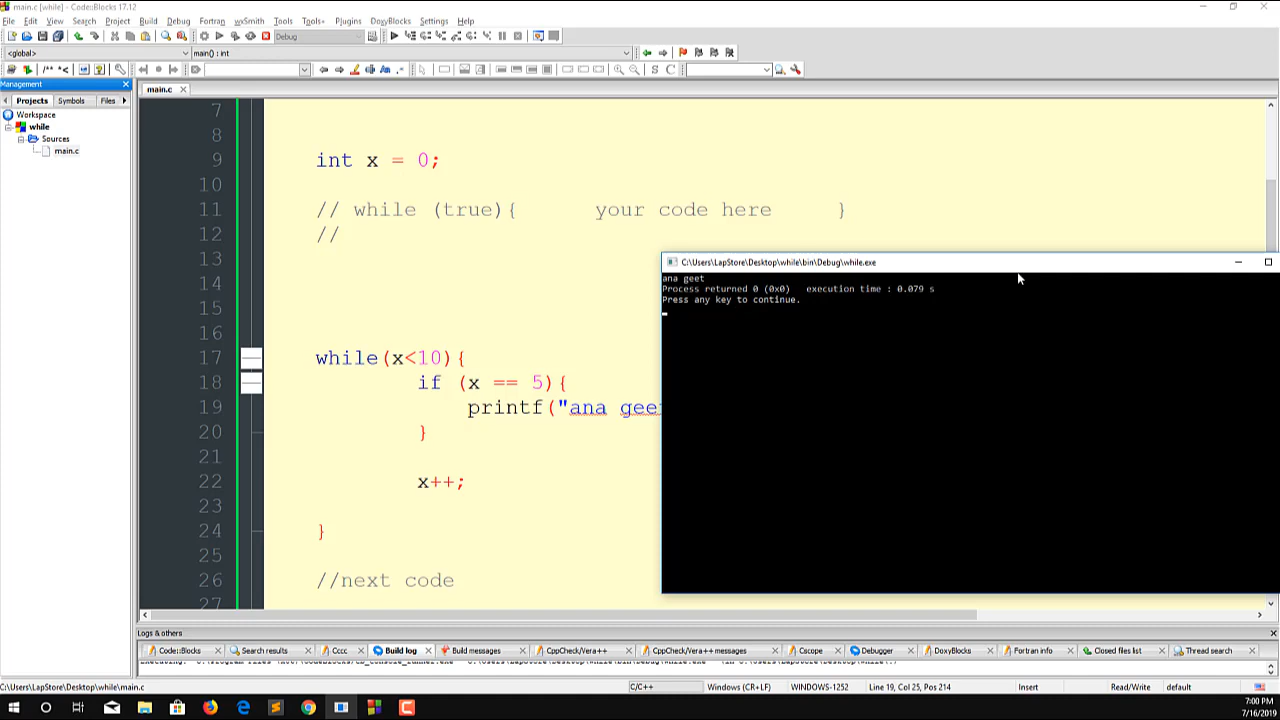 main.c [while] - Code::Blocks 17.12
File Edit View Search Project Build Debug Fortran wxSmith Tools Tools+ Plugins DoxyBlocks Settings Help
Debug
<global> main() : int
/** *< Aa .* S C
Management main.c
Projects Symbols Files
Workspace
while
Sources
main.c
7
8
9 int x = 0;
10
11 // while (true){ your code here }
12 //
13
14
15
16
17 while(x<10){
18 if (x == 5){
19 printf("ana geet
20 }
21
22 x++;
23
24 }
25
26 //next code
27
C:\Users\LapStore\Desktop\while\bin\Debug\while.exe
ana geet
Process returned 0 (0x0) execution time : 0.079 s
Press any key to continue.
Logs & others
Code::Blocks Search results Cccc Build log Build messages CppCheck/Vera++ CppCheck/Vera++ messages Cscope Debugger DoxyBlocks Fortran info Closed files list Thread search
C:\Users\LapStore\Desktop\while\main.c C/C++ Windows (CR+LF) WINDOWS-1252 Line 19, Col 25, Pos 214 Insert Read/Write default
7:00 PM
7/16/2019